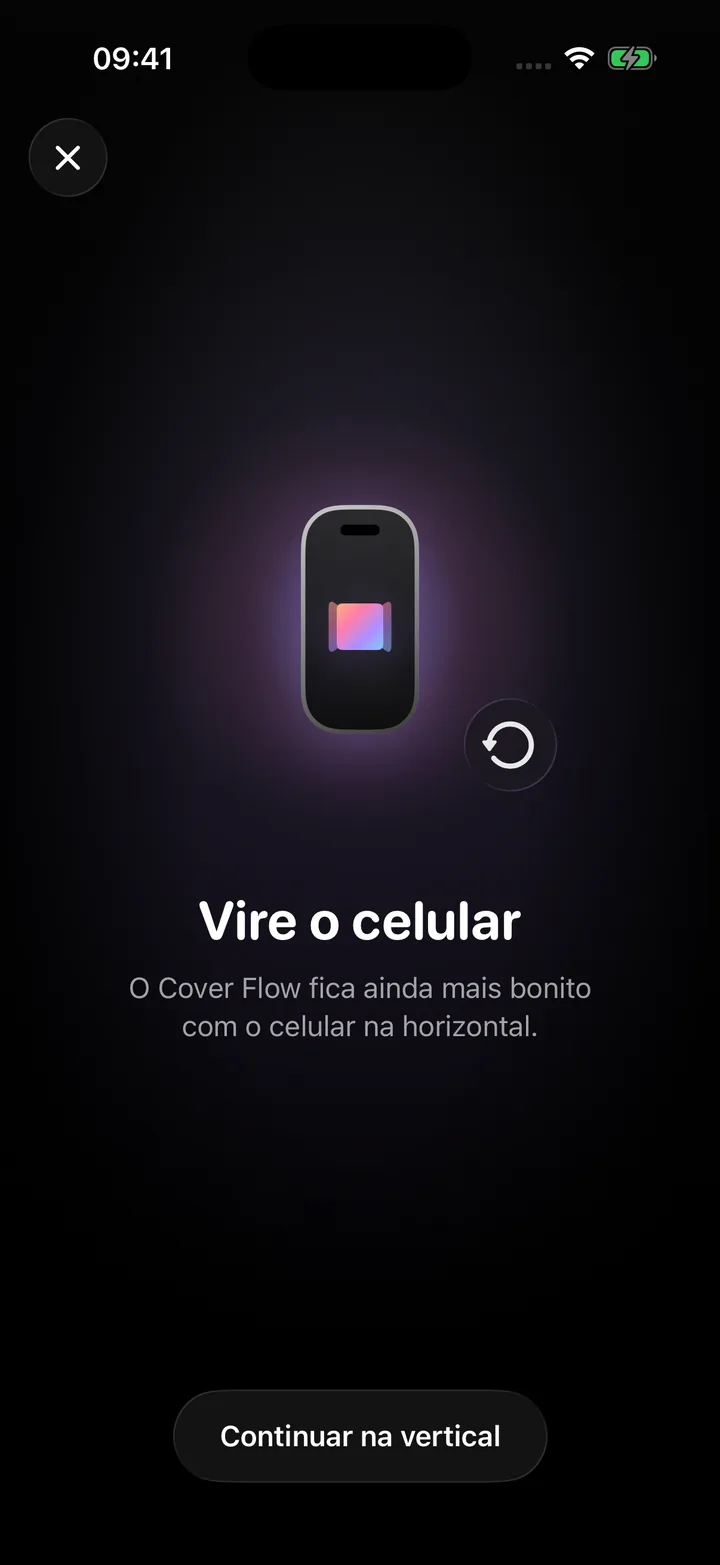 09:41
Vire o celular
O Cover Flow fica ainda mais bonito
com o celular na horizontal.
Continuar na vertical